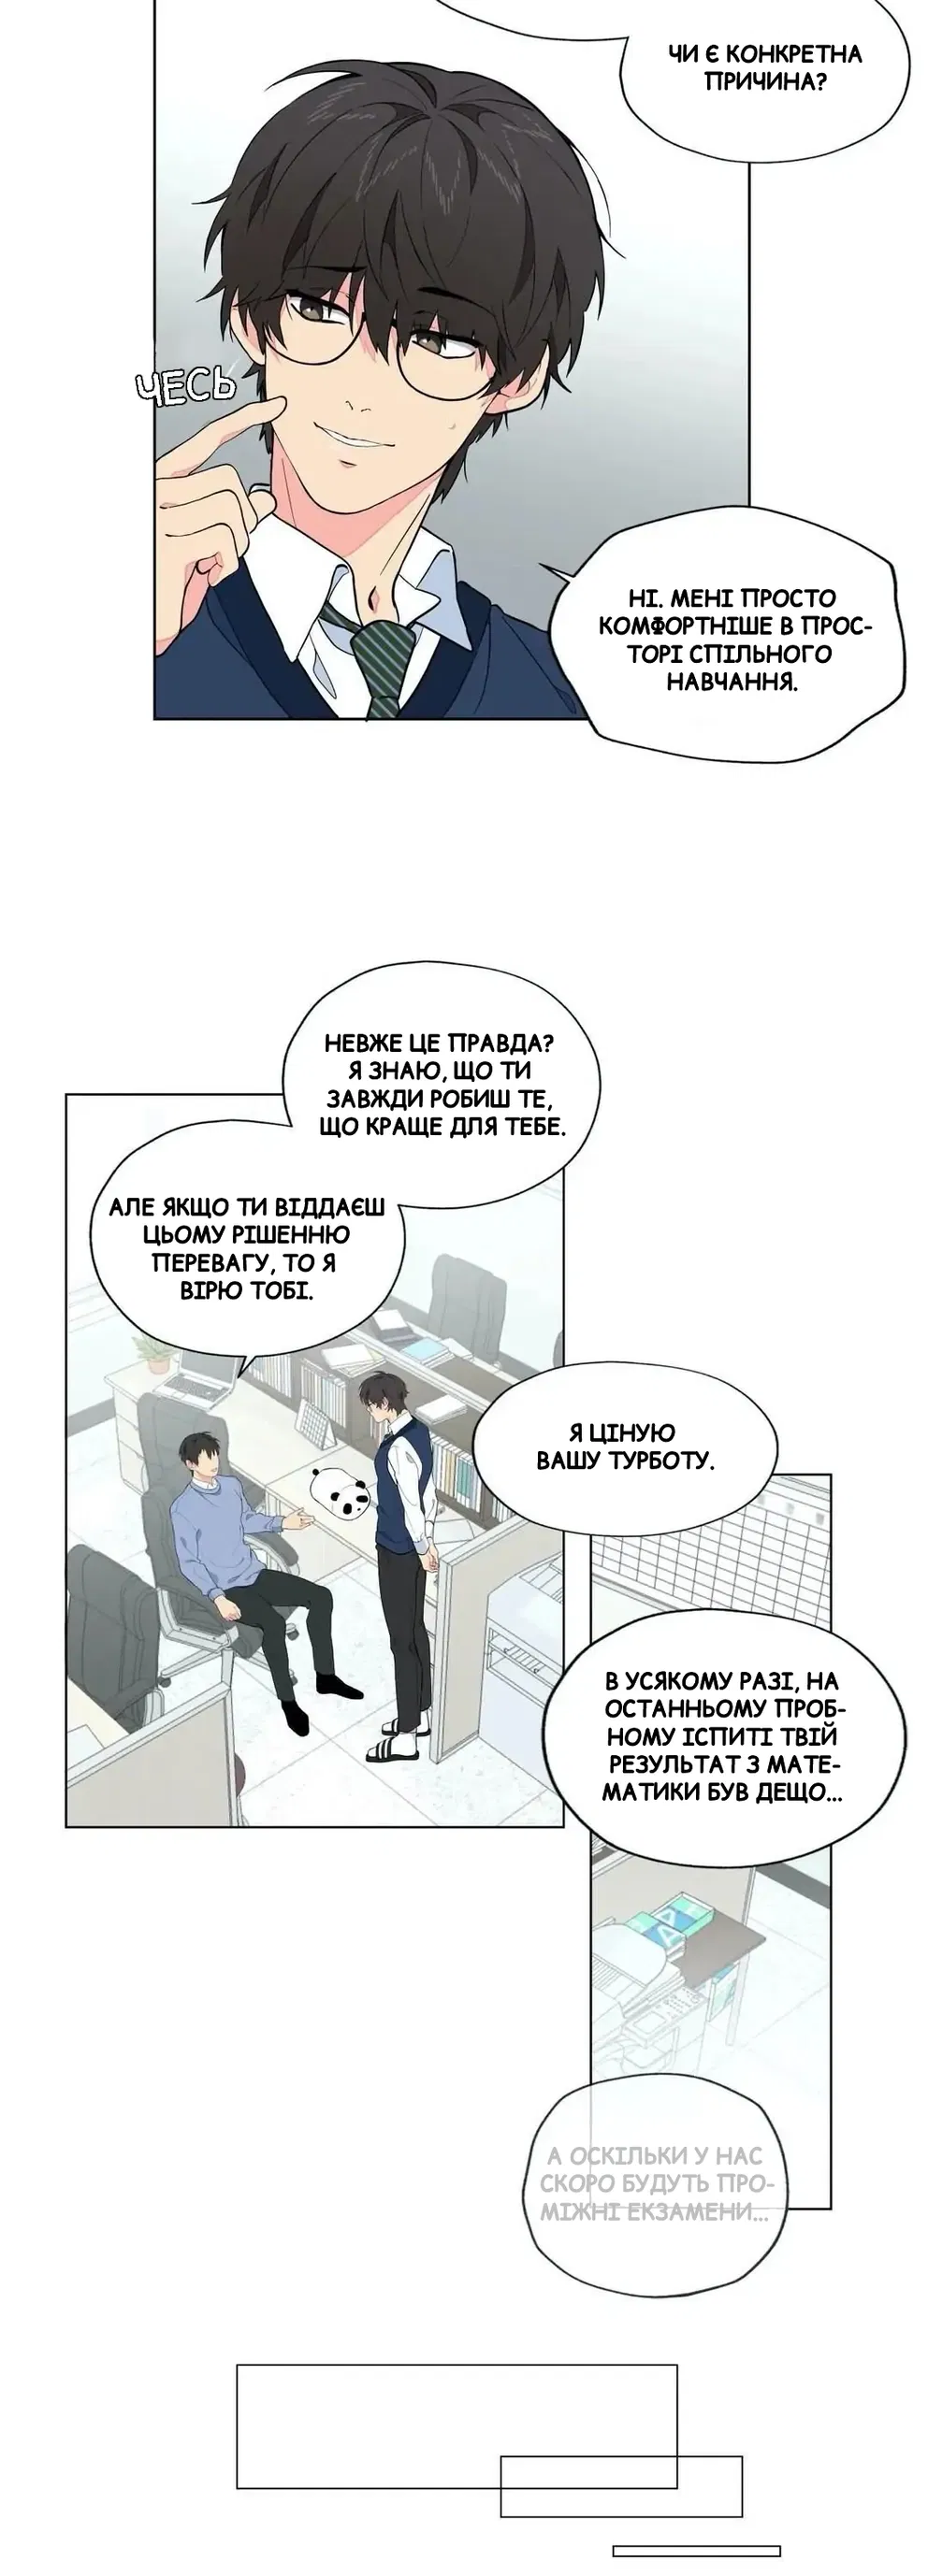 ЧИ Є КОНКРЕТНА
ПРИЧИНА?
ЧЕСЬ
НІ. МЕНІ ПРОСТО
КОМФОРТНІШЕ В ПРОС-
ТОРІ СПІЛЬНОГО
НАВЧАННЯ.
НЕВЖЕ ЦЕ ПРАВДА?
Я ЗНАЮ, ЩО ТИ
ЗАВЖДИ РОБИШ ТЕ,
ЩО КРАЩЕ ДЛЯ ТЕБЕ.
АЛЕ ЯКЩО ТИ ВІДДАЄШ
ЦЬОМУ РІШЕННЮ
ПЕРЕВАГУ, ТО Я
ВІРЮ ТОБІ.
Я ЦІНУЮ
ВАШУ ТУРБОТУ.
В УСЯКОМУ РАЗІ, НА
ОСТАННЬОМУ ПРОБ-
НОМУ ІСПИТІ ТВІЙ
РЕЗУЛЬТАТ З МАТЕ-
МАТИКИ БУВ ДЕЩО...
А ОСКІЛЬКИ У НАС
СКОРО БУДУТЬ ПРО-
МІЖНІ ЕКЗАМЕНИ...